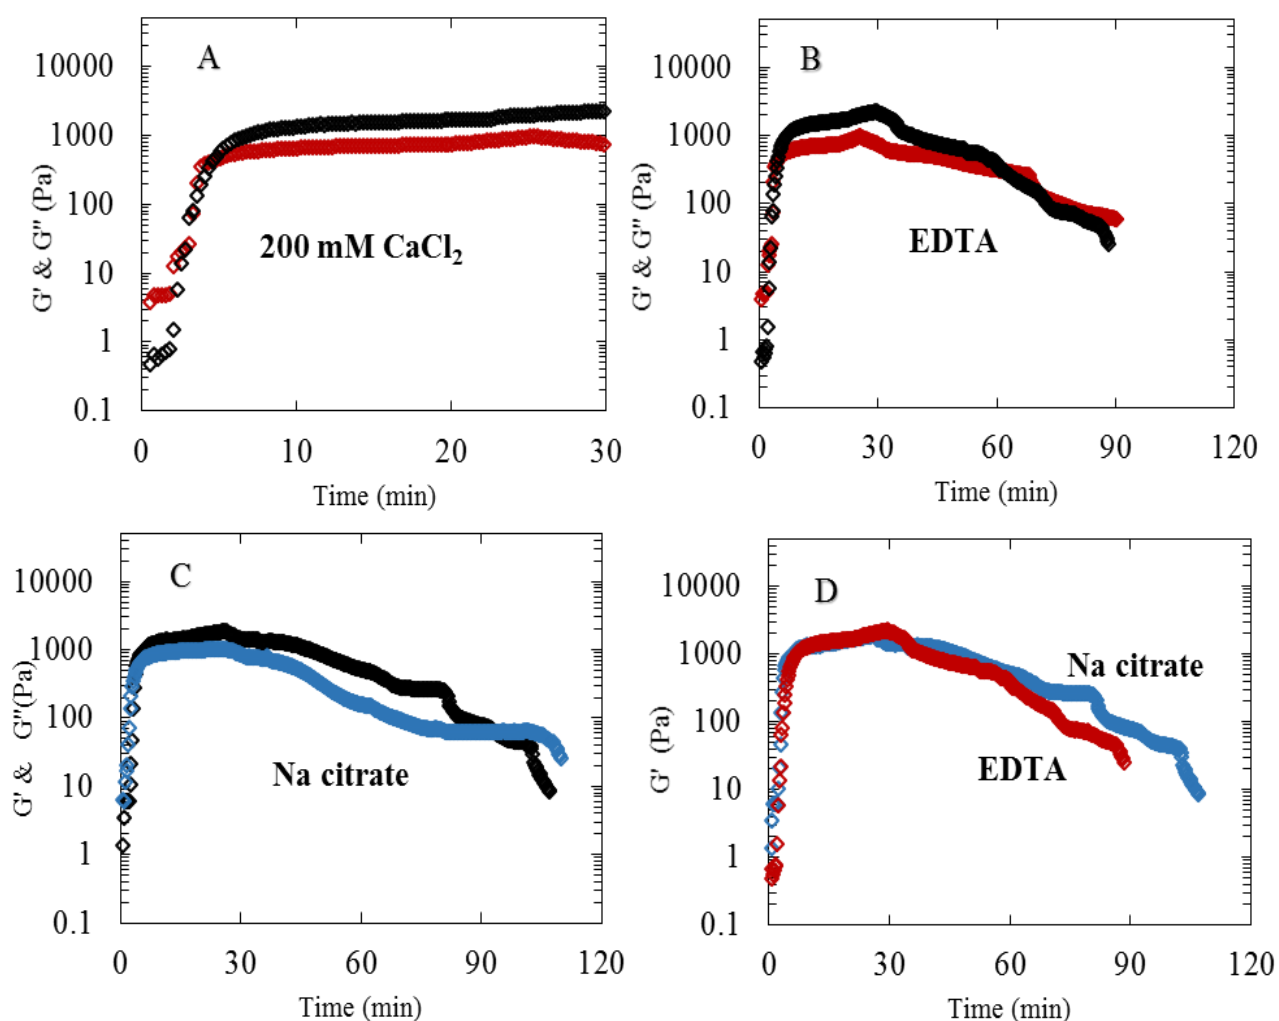 A
G' & G" (Pa)
10000
1000
100
10
1
0.1
200 mM CaCl₂
0 10 20 30
Time (min)
B
G' & G" (Pa)
10000
1000
100
10
1
0.1
EDTA
0 30 60 90 120
Time (min)
C
G' & G"(Pa)
10000
1000
100
10
1
0.1
Na citrate
0 30 60 90 120
Time (min)
D
G' (Pa)
10000
1000
100
10
1
0.1
Na citrate
EDTA
0 30 60 90 120
Time (min)